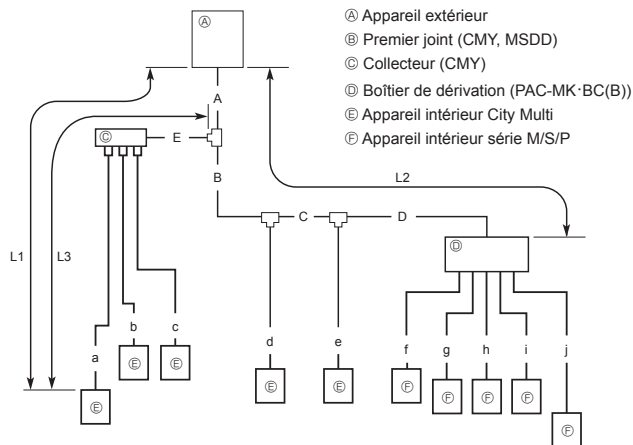 Ⓐ Appareil extérieur
Ⓑ Premier joint (CMY, MSDD)
Ⓒ Collecteur (CMY)
Ⓓ Boîtier de dérivation (PAC-MK·BC(B))
Ⓔ Appareil intérieur City Multi
Ⓕ Appareil intérieur série M/S/P
Ⓐ
A
Ⓒ
E
B
L2
C
D
Ⓓ
L1
L3
a
b
c
d
e
f
g
h
i
j
Ⓔ
Ⓔ
Ⓔ
Ⓔ
Ⓔ
Ⓕ
Ⓕ
Ⓕ
Ⓕ
Ⓕ